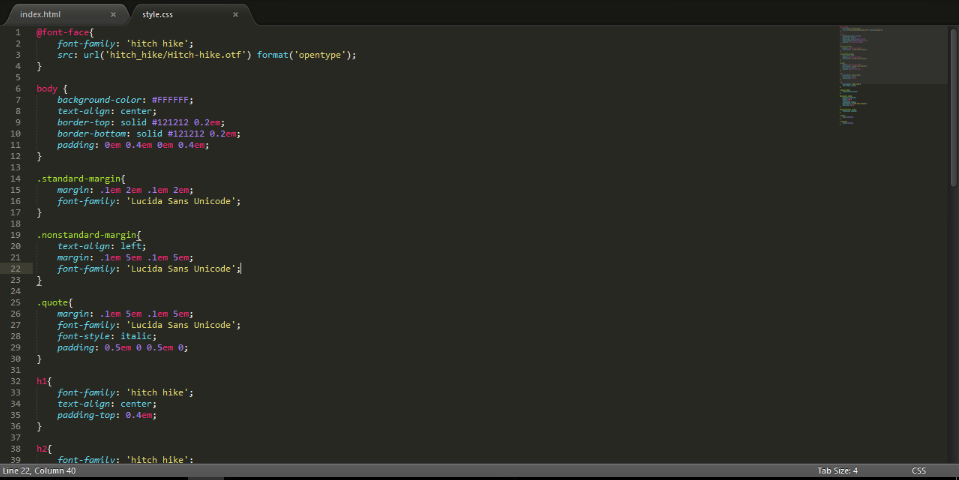 index.html × style.css ×
1 @font-face{
2 font-family: 'hitch hike';
3 src: url('hitch_hike/Hitch-hike.otf') format('opentype');
4 }
5
6 body {
7 background-color: #FFFFFF;
8 text-align: center;
9 border-top: solid #121212 0.2em;
10 border-bottom: solid #121212 0.2em;
11 padding: 0em 0.4em 0em 0.4em;
12 }
13
14 .standard-margin{
15 margin: .1em 2em .1em 2em;
16 font-family: 'Lucida Sans Unicode';
17 }
18
19 .nonstandard-margin{
20 text-align: left;
21 margin: .1em 5em .1em 5em;
22 font-family: 'Lucida Sans Unicode';
23 }
24
25 .quote{
26 margin: .1em 5em .1em 5em;
27 font-family: 'Lucida Sans Unicode';
28 font-style: italic;
29 padding: 0.5em 0 0.5em 0;
30 }
31
32 h1{
33 font-family: 'hitch hike';
34 text-align: center;
35 padding-top: 0.4em;
36 }
37
38 h2{
39 font-family: 'hitch hike';
Line 22, Column 40 Tab Size: 4 CSS